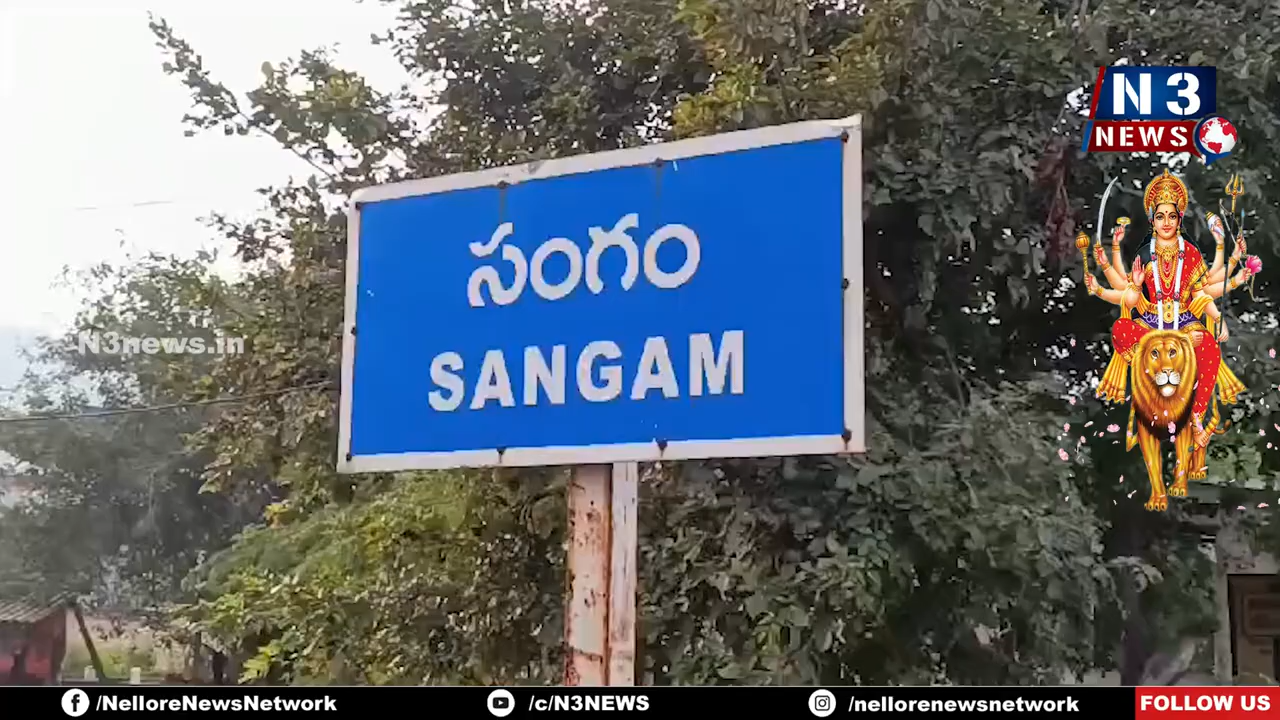 N3
NEWS
సంగం
N3news.in
SANGAM
/NelloreNewsNetwork
/c/N3NEWS
/nellorenewsnetwork
FOLLOW US